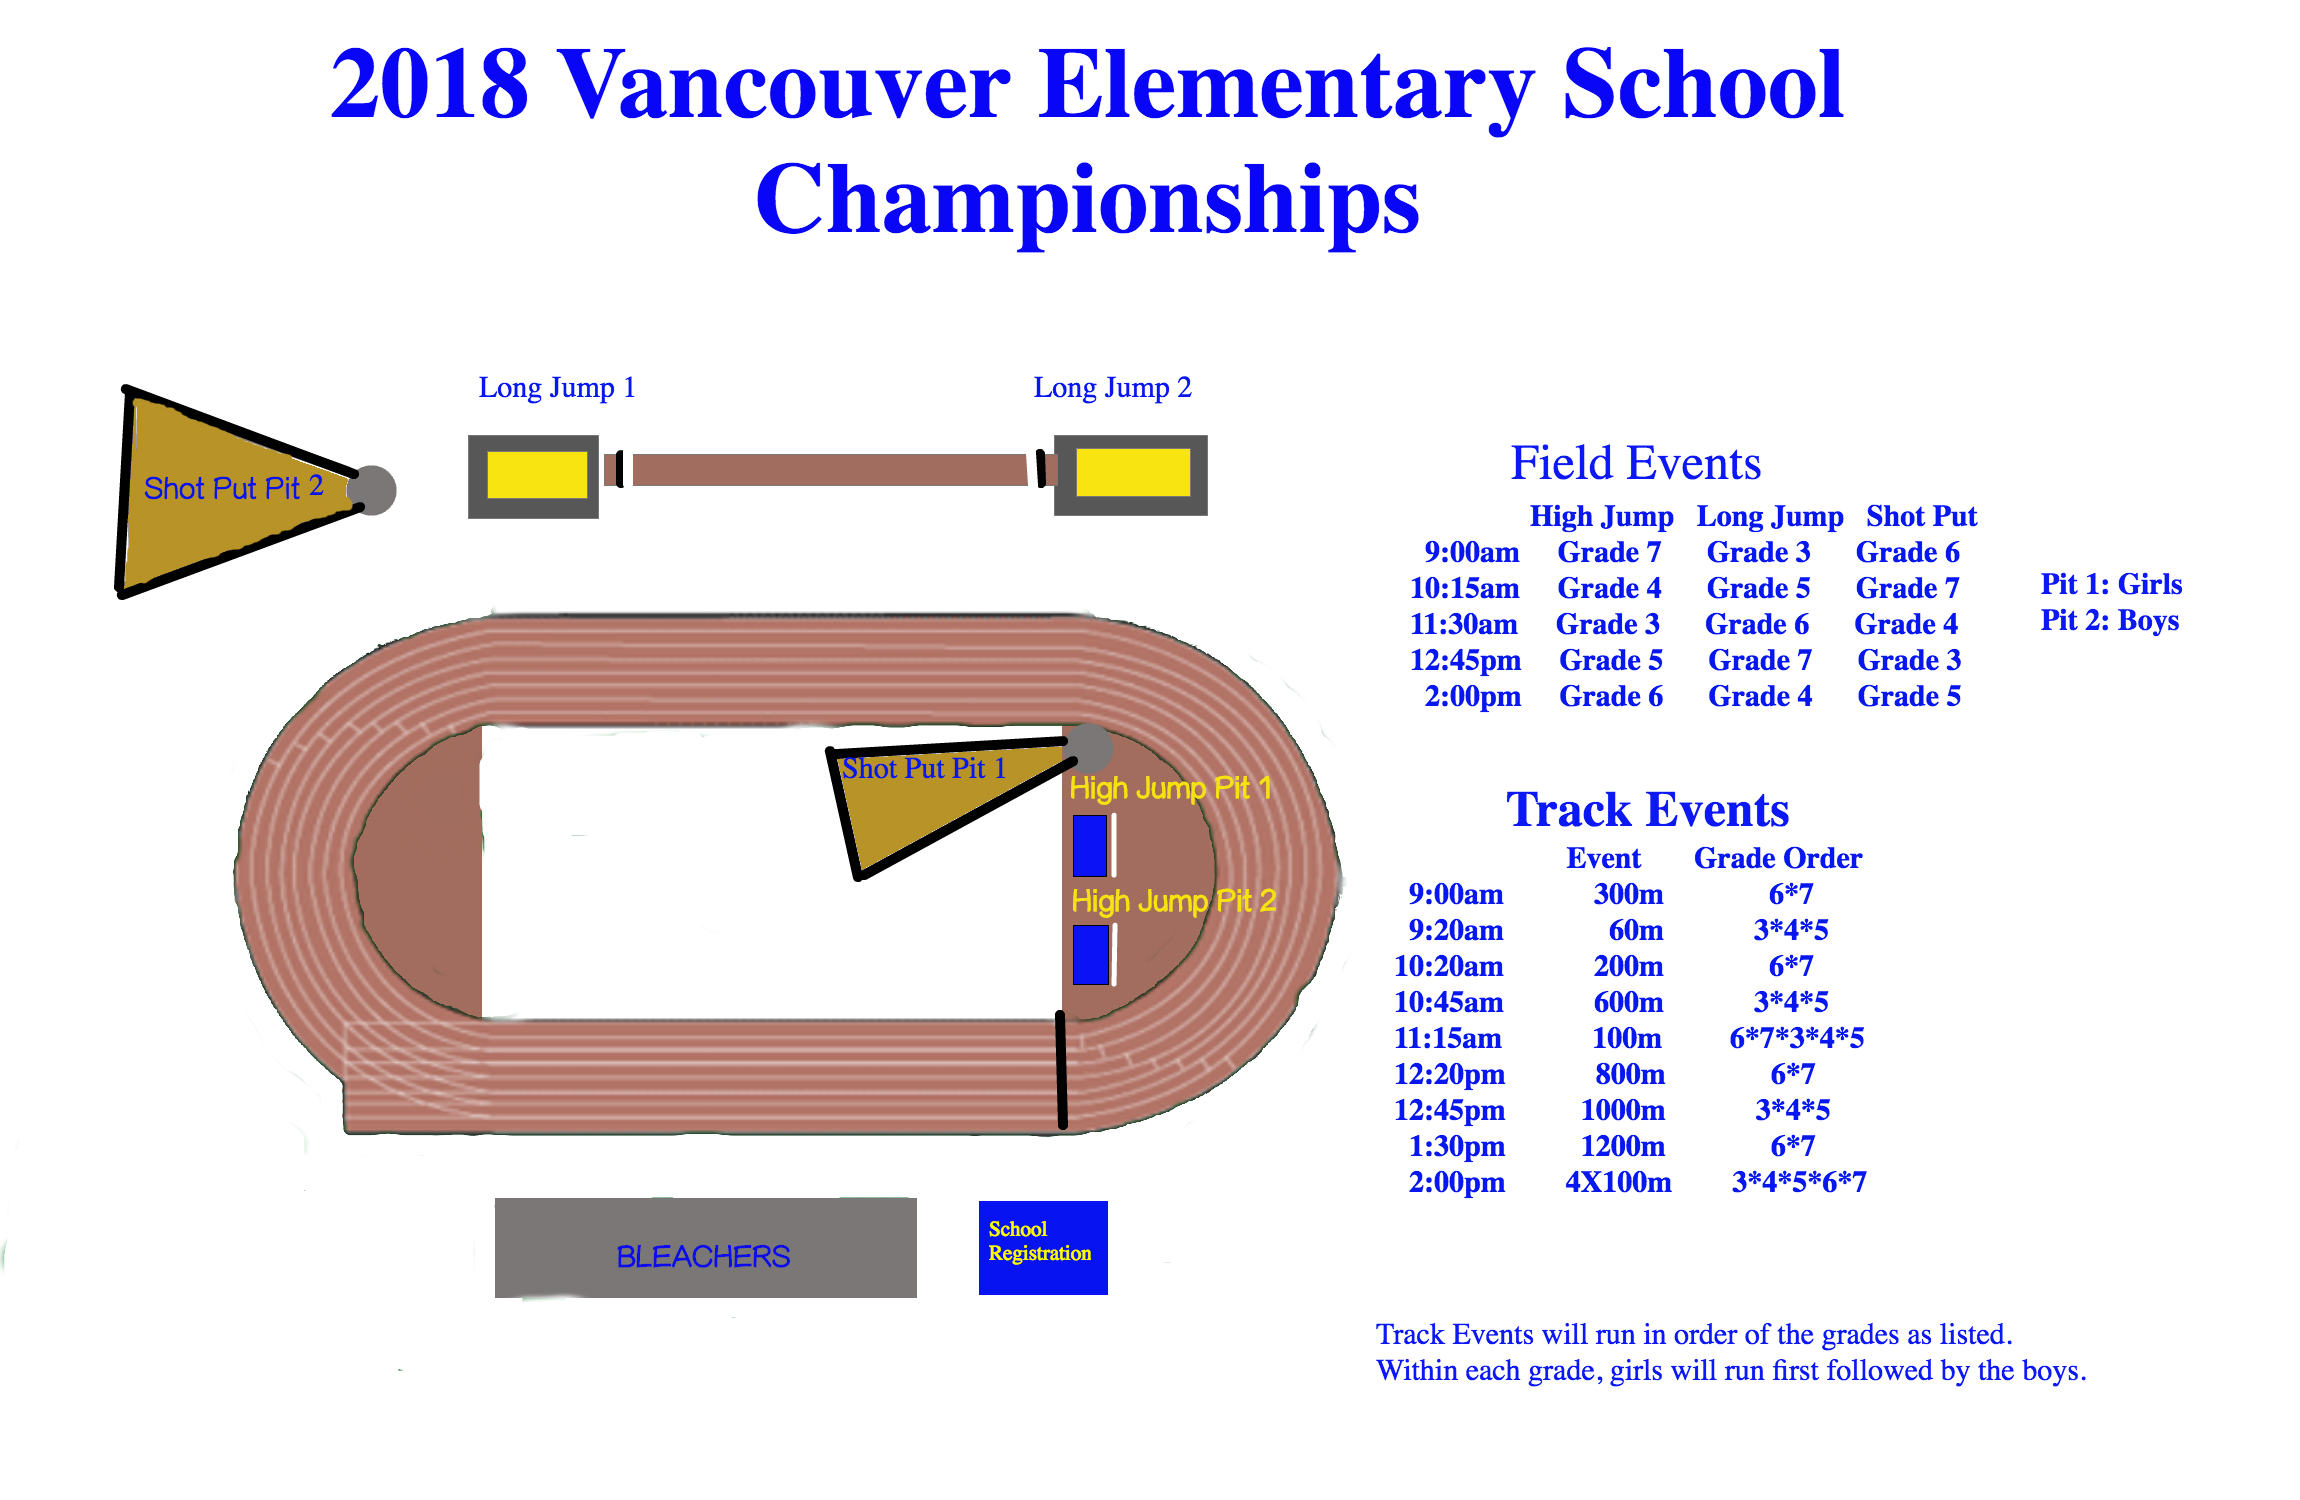 2018 Vancouver Elementary School
Championships
Long Jump 1
Long Jump 2
Shot Put Pit 2
Shot Put Pit 1
High Jump Pit 1
High Jump Pit 2
BLEACHERS
School
Registration
Field Events
High Jump Long Jump Shot Put
9:00am Grade 7 Grade 3 Grade 6
10:15am Grade 4 Grade 5 Grade 7
11:30am Grade 3 Grade 6 Grade 4
12:45pm Grade 5 Grade 7 Grade 3
2:00pm Grade 6 Grade 4 Grade 5
Pit 1: Girls
Pit 2: Boys
Track Events
Event Grade Order
9:00am 300m 6*7
9:20am 60m 3*4*5
10:20am 200m 6*7
10:45am 600m 3*4*5
11:15am 100m 6*7*3*4*5
12:20pm 800m 6*7
12:45pm 1000m 3*4*5
1:30pm 1200m 6*7
2:00pm 4X100m 3*4*5*6*7
Track Events will run in order of the grades as listed.
Within each grade, girls will run first followed by the boys.